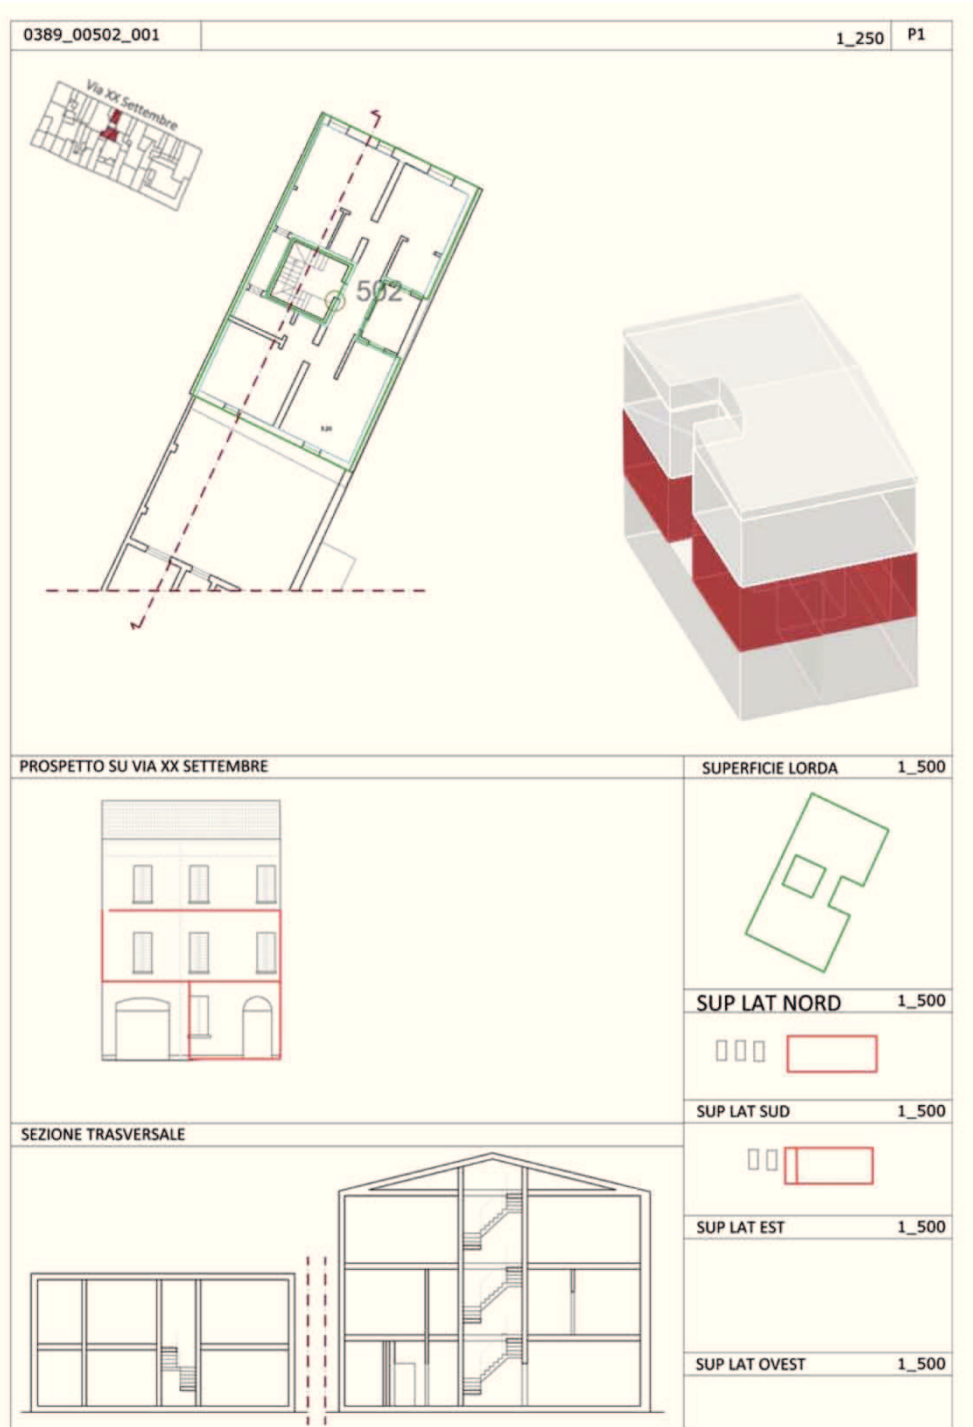 0389_00502_001
1_250 P1
Via XX Settembre
502
PROSPETTO SU VIA XX SETTEMBRE
SUPERFICIE LORDA 1_500
SUP LAT NORD 1_500
SUP LAT SUD 1_500
SEZIONE TRASVERSALE
SUP LAT EST 1_500
SUP LAT OVEST 1_500